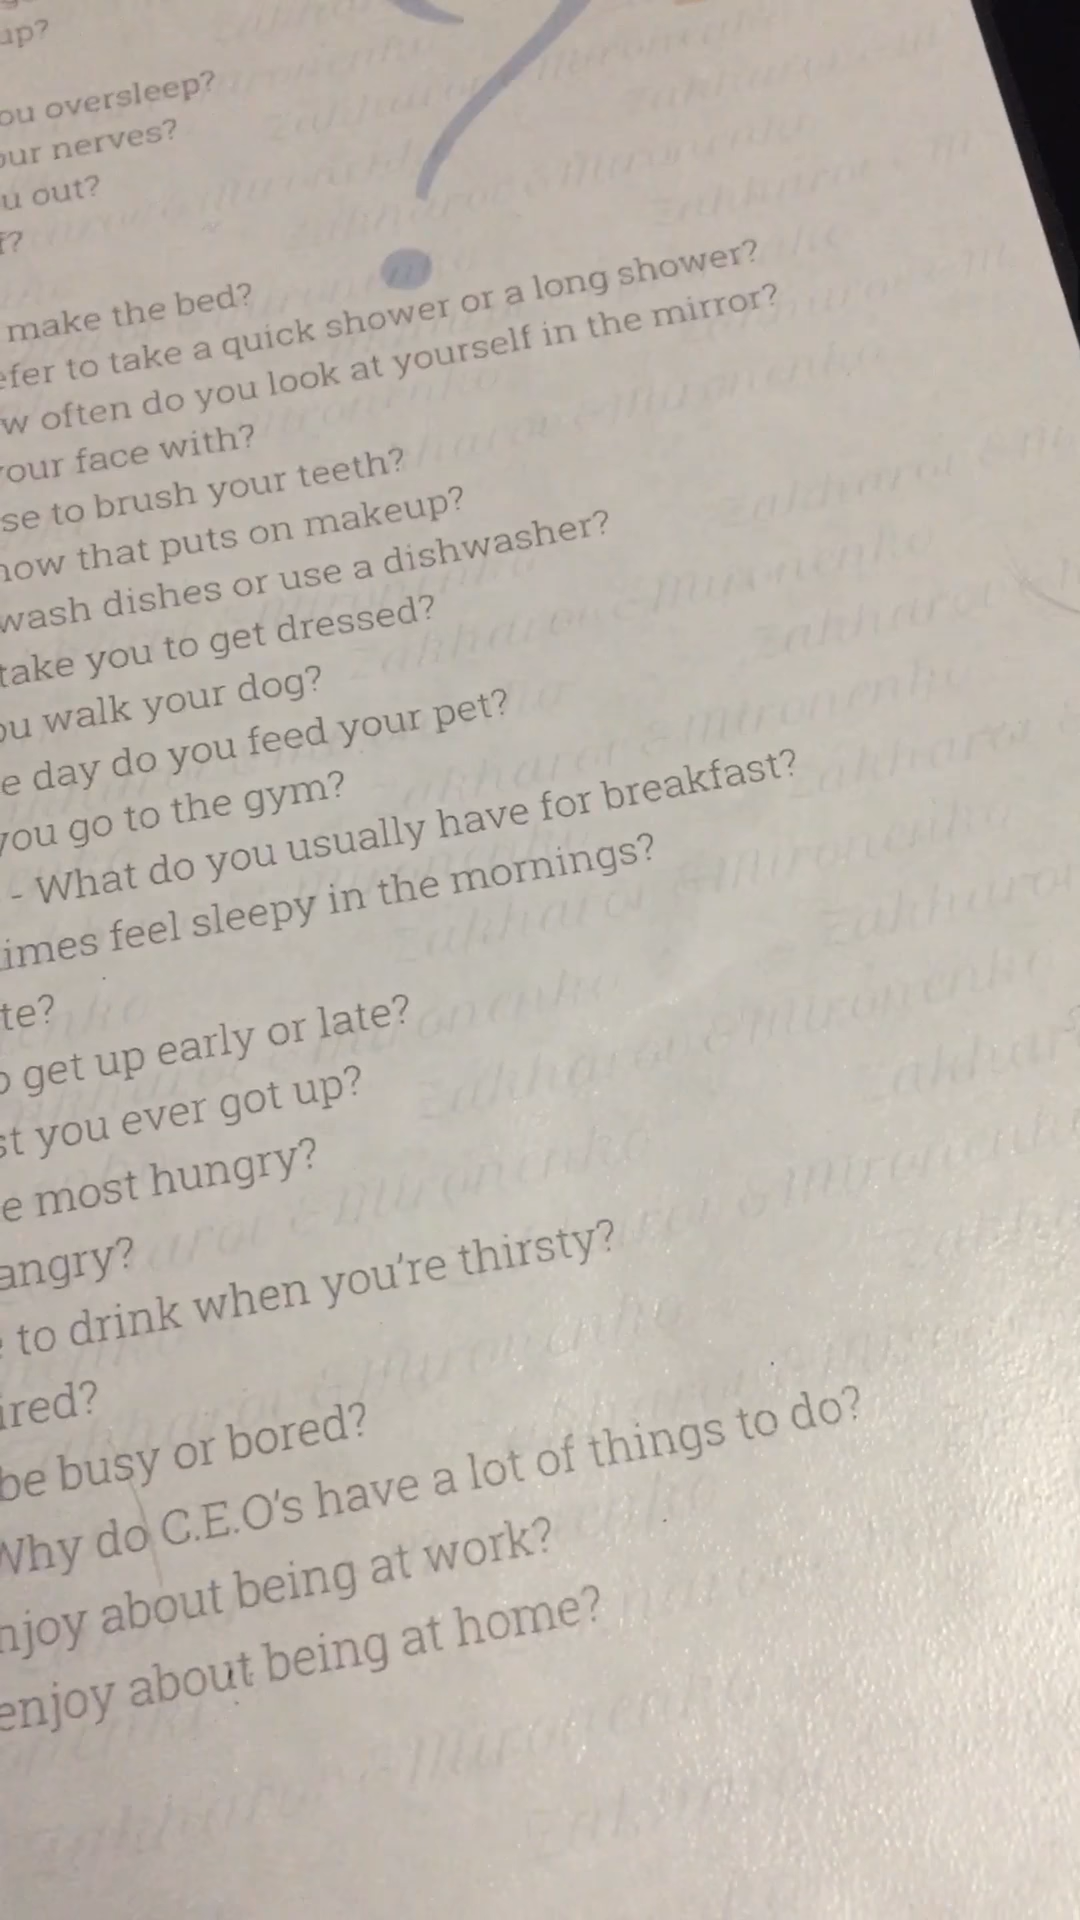 up?
ou oversleep?
our nerves?
u out?
f?
make the bed?
efer to take a quick shower or a long shower?
w often do you look at yourself in the mirror?
your face with?
se to brush your teeth?
now that puts on makeup?
wash dishes or use a dishwasher?
take you to get dressed?
ou walk your dog?
e day do you feed your pet?
you go to the gym?
- What do you usually have for breakfast?
imes feel sleepy in the mornings?
te?
o get up early or late?
st you ever got up?
e most hungry?
angry?
to drink when you're thirsty?
ired?
be busy or bored?
Why do C.E.O's have a lot of things to do?
njoy about being at work?
enjoy about being at home?